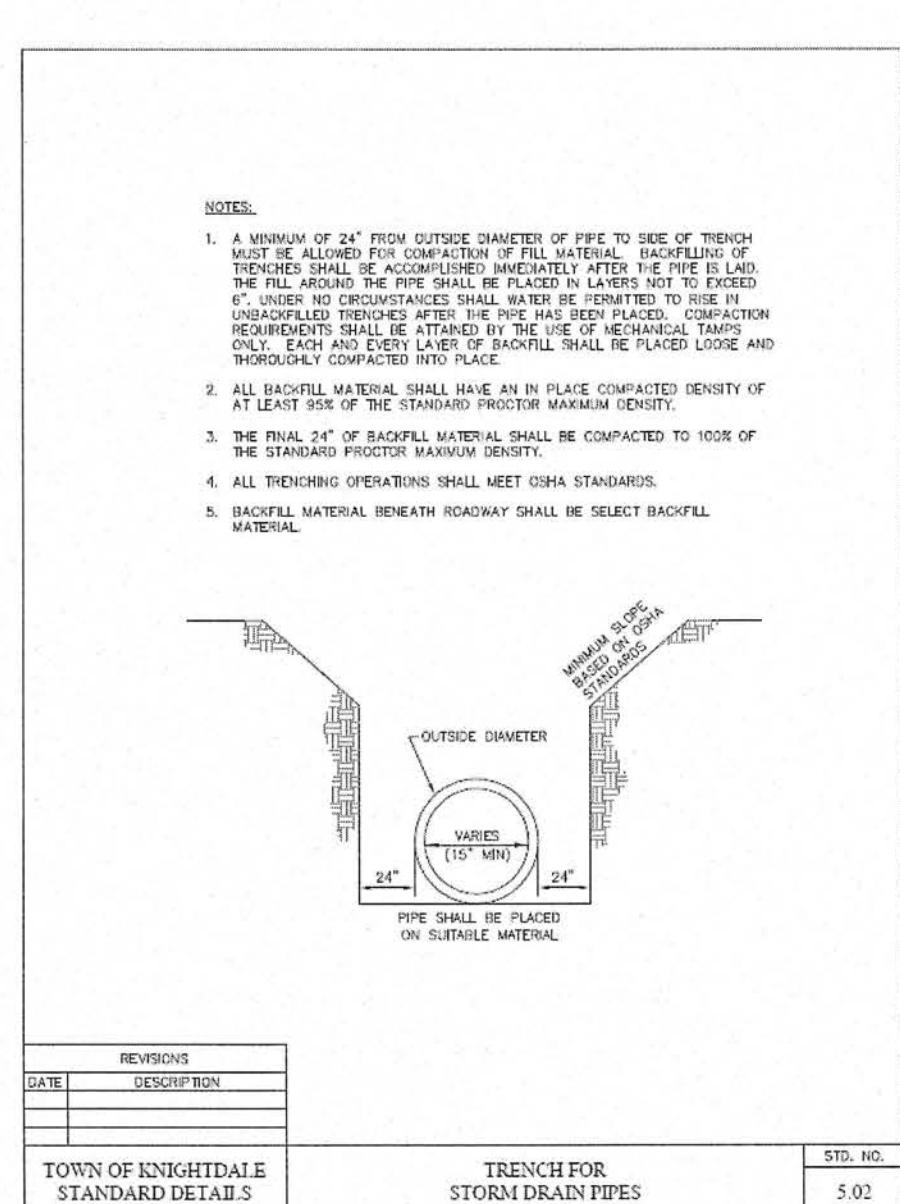 NOTES:
1. A MINIMUM OF 24" FROM OUTSIDE DIAMETER OF PIPE TO SIDE OF TRENCH
MUST BE ALLOWED FOR COMPACTION OF FILL MATERIAL. BACKFILLING OF
TRENCHES SHALL BE ACCOMPLISHED IMMEDIATELY AFTER THE PIPE IS LAID.
THE FILL AROUND THE PIPE SHALL BE PLACED IN LAYERS NOT TO EXCEED
6". UNDER NO CIRCUMSTANCES SHALL WATER BE PERMITTED TO RISE IN
UNBACKFILLED TRENCHES AFTER THE PIPE HAS BEEN PLACED. COMPACTION
REQUIREMENTS SHALL BE ATTAINED BY THE USE OF MECHANICAL TAMPS
ONLY. EACH AND EVERY LAYER OF BACKFILL SHALL BE PLACED LOOSE AND
THOROUGHLY COMPACTED INTO PLACE.
2. ALL BACKFILL MATERIAL SHALL HAVE AN IN PLACE COMPACTED DENSITY OF
AT LEAST 95% OF THE STANDARD PROCTOR MAXIMUM DENSITY.
3. THE FINAL 24" OF BACKFILL MATERIAL SHALL BE COMPACTED TO 100% OF
THE STANDARD PROCTOR MAXIMUM DENSITY.
4. ALL TRENCHING OPERATIONS SHALL MEET OSHA STANDARDS.
5. BACKFILL MATERIAL BENEATH ROADWAY SHALL BE SELECT BACKFILL
MATERIAL.
MINIMUM SLOPE
BASED ON OSHA
STANDARDS
OUTSIDE DIAMETER
VARIES
(15" MIN)
24"
24"
PIPE SHALL BE PLACED
ON SUITABLE MATERIAL
REVISIONS
DATE DESCRIPTION
TOWN OF KNIGHTDALE
STANDARD DETAILS
TRENCH FOR
STORM DRAIN PIPES
STD. NO.
5.02